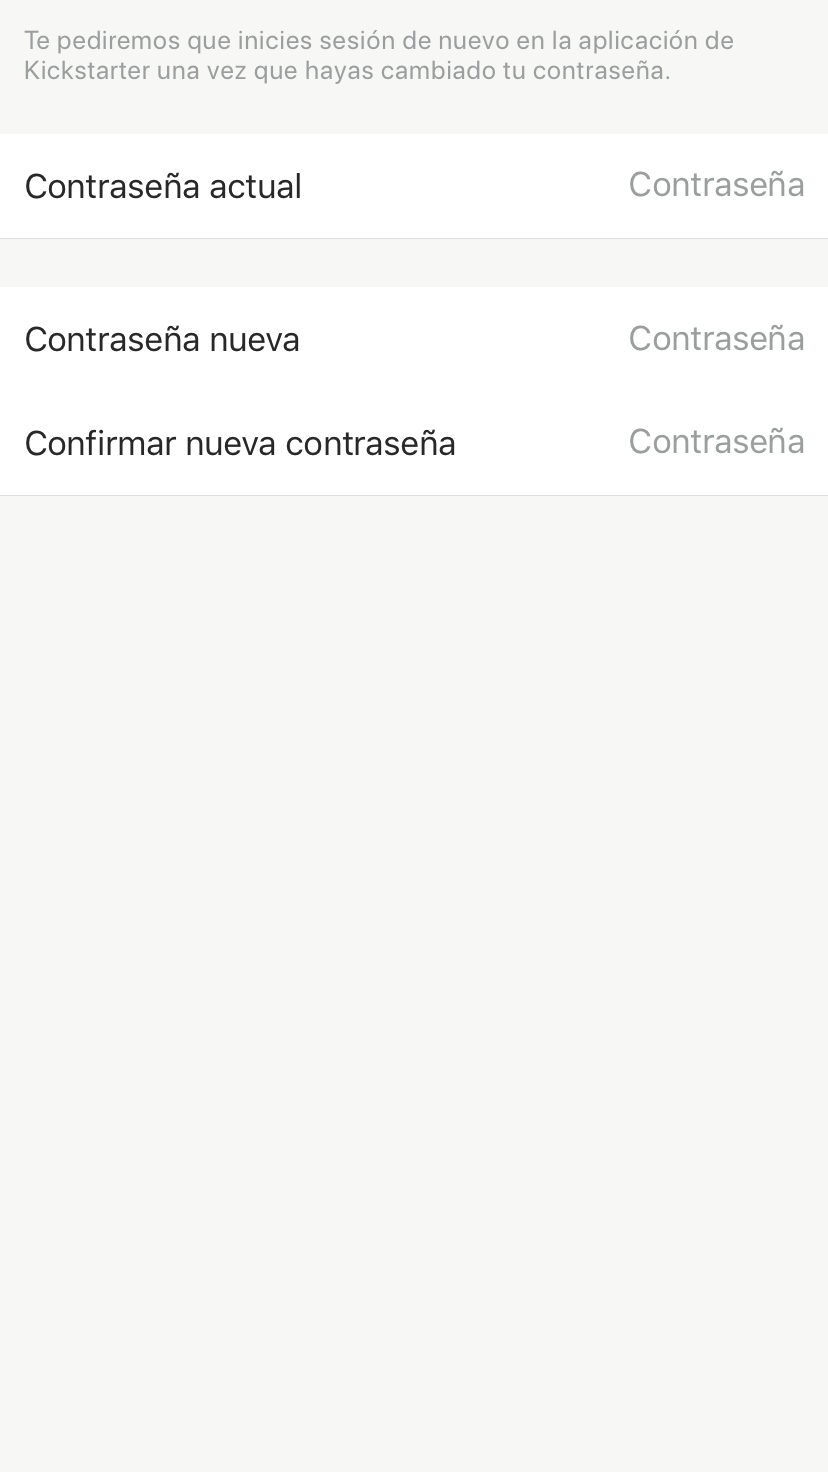 Te pediremos que inicies sesión de nuevo en la aplicación de
Kickstarter una vez que hayas cambiado tu contraseña.
Contraseña actual Contraseña
Contraseña nueva Contraseña
Confirmar nueva contraseña Contraseña